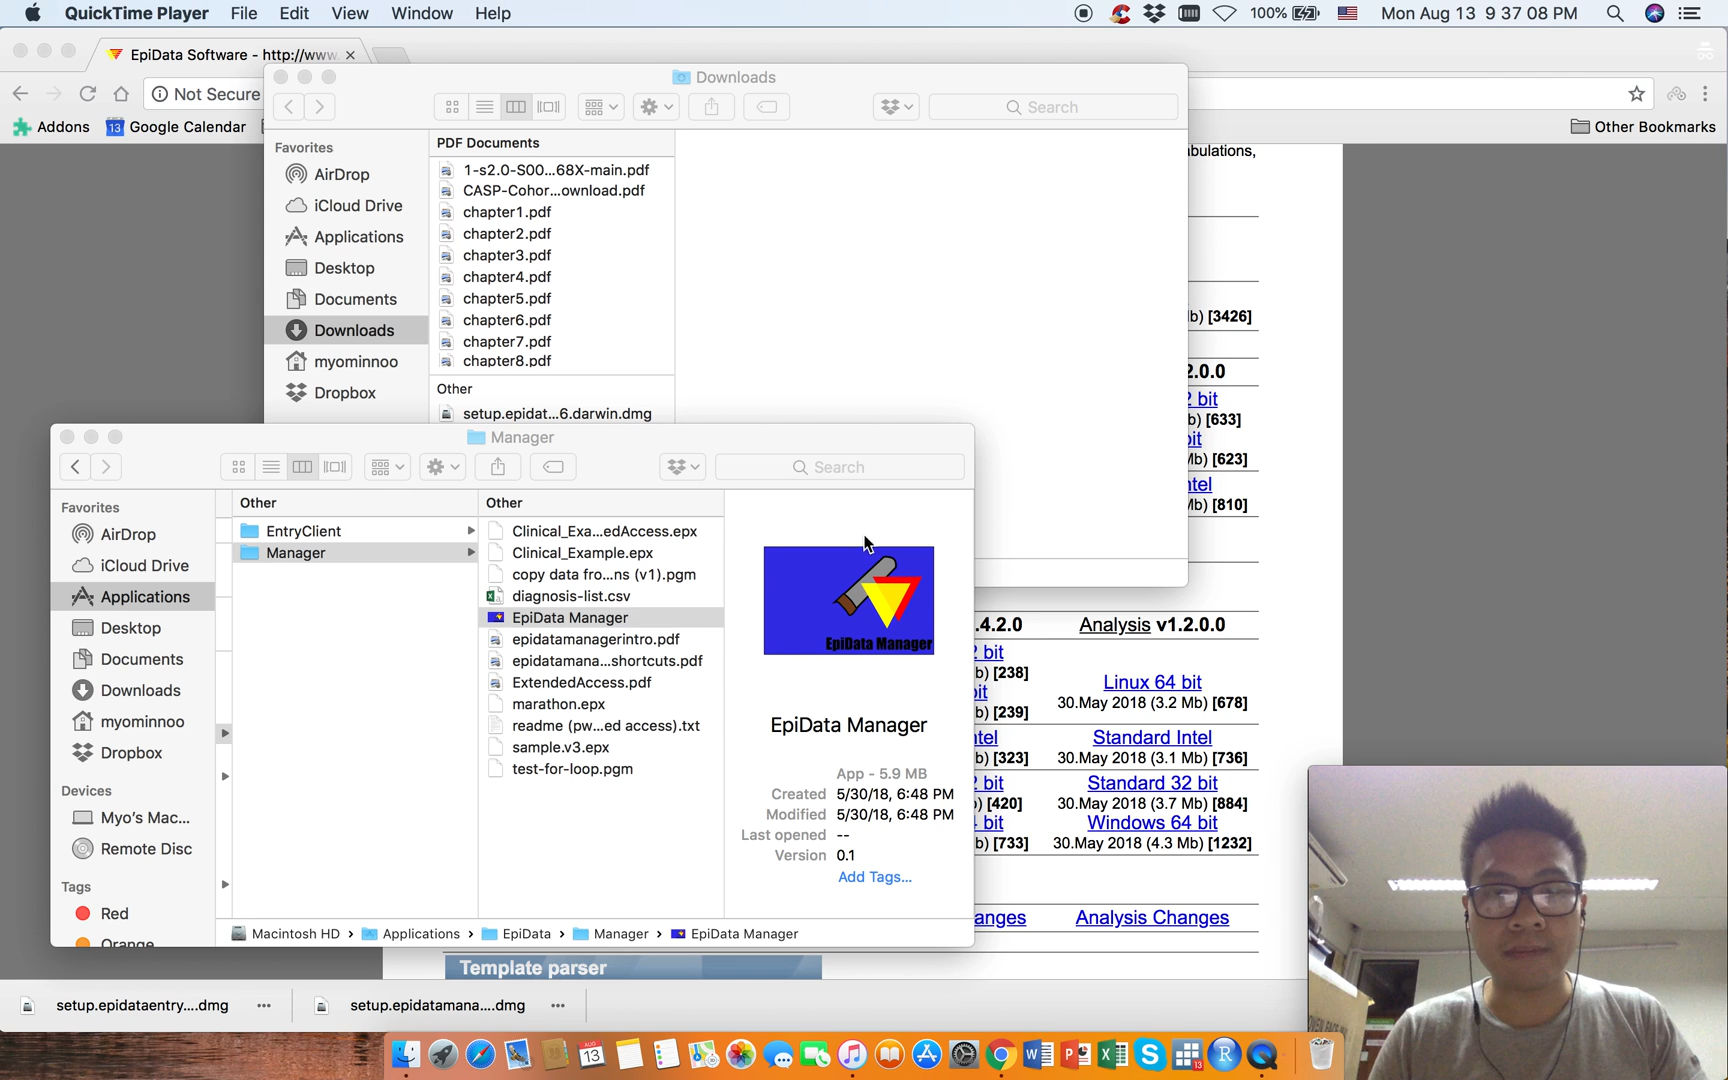 QuickTime Player File Edit View Window Help
100% Mon Aug 13 9 37 08 PM
EpiData Software - http://www.
Not Secure
Addons 13 Google Calendar
Other Bookmarks
Downloads
Search
Favorites
AirDrop
iCloud Drive
Applications
Desktop
Documents
Downloads
myominnoo
Dropbox
PDF Documents
1-s2.0-S00...68X-main.pdf
CASP-Cohor...ownload.pdf
chapter1.pdf
chapter2.pdf
chapter3.pdf
chapter4.pdf
chapter5.pdf
chapter6.pdf
chapter7.pdf
chapter8.pdf
Other
setup.epidat...6.darwin.dmg
bulations,
b) [3426]
2.0.0
2 bit
b) [633]
it
Mb) [623]
ntel
Mb) [810]
Manager
Search
Favorites
AirDrop
iCloud Drive
Applications
Desktop
Documents
Downloads
myominnoo
Dropbox
Devices
Myo's Mac...
Remote Disc
Tags
Red
Orange
Other
EntryClient
Manager
Other
Clinical_Exa...edAccess.epx
Clinical_Example.epx
copy data fro...ns (v1).pgm
diagnosis-list.csv
EpiData Manager
epidatamanagerintro.pdf
epidatamana...shortcuts.pdf
ExtendedAccess.pdf
marathon.epx
readme (pw...ed access).txt
sample.v3.epx
test-for-loop.pgm
EpiData Manager
EpiData Manager
App - 5.9 MB
Created 5/30/18, 6:48 PM
Modified 5/30/18, 6:48 PM
Last opened --
Version 0.1
Add Tags...
Macintosh HD › Applications › EpiData › Manager › EpiData Manager
.4.2.0 Analysis v1.2.0.0
2 bit
b) [238]
bit
b) [239]
Linux 64 bit
30.May 2018 (3.2 Mb) [678]
ntel Standard Intel
b) [323] 30.May 2018 (3.1 Mb) [736]
2 bit Standard 32 bit
) [420] 30.May 2018 (3.7 Mb) [884]
bit Windows 64 bit
b) [733] 30.May 2018 (4.3 Mb) [1232]
anges Analysis Changes
Template parser
setup.epidataentry....dmg
setup.epidatamana....dmg
13